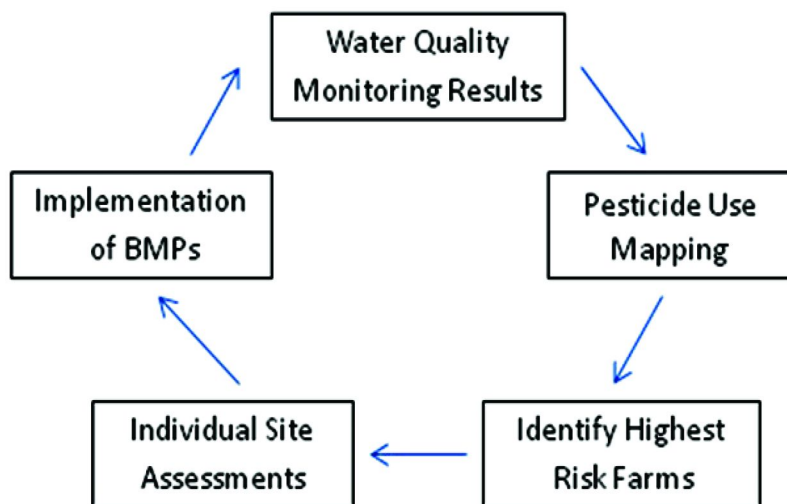 Water Quality
Monitoring Results
Pesticide Use
Mapping
Identify Highest
Risk Farms
Individual Site
Assessments
Implementation
of BMPs